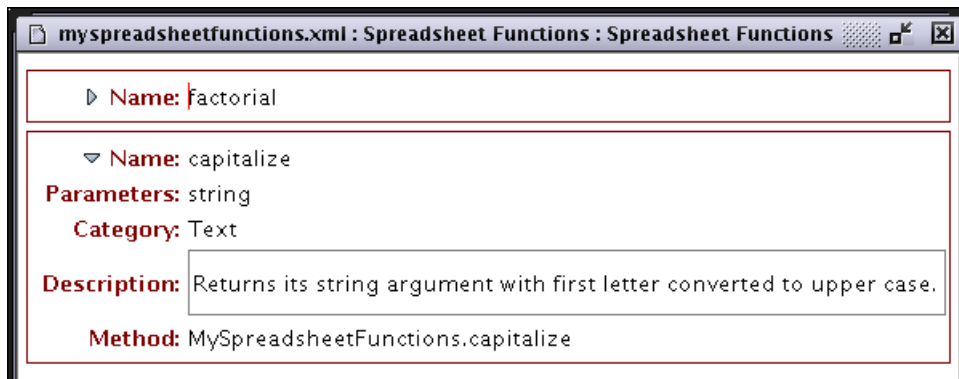 myspreadsheetfunctions.xml : Spreadsheet Functions : Spreadsheet Functions
Name: factorial
Name: capitalize
Parameters: string
Category: Text
Description: Returns its string argument with first letter converted to upper case.
Method: MySpreadsheetFunctions.capitalize